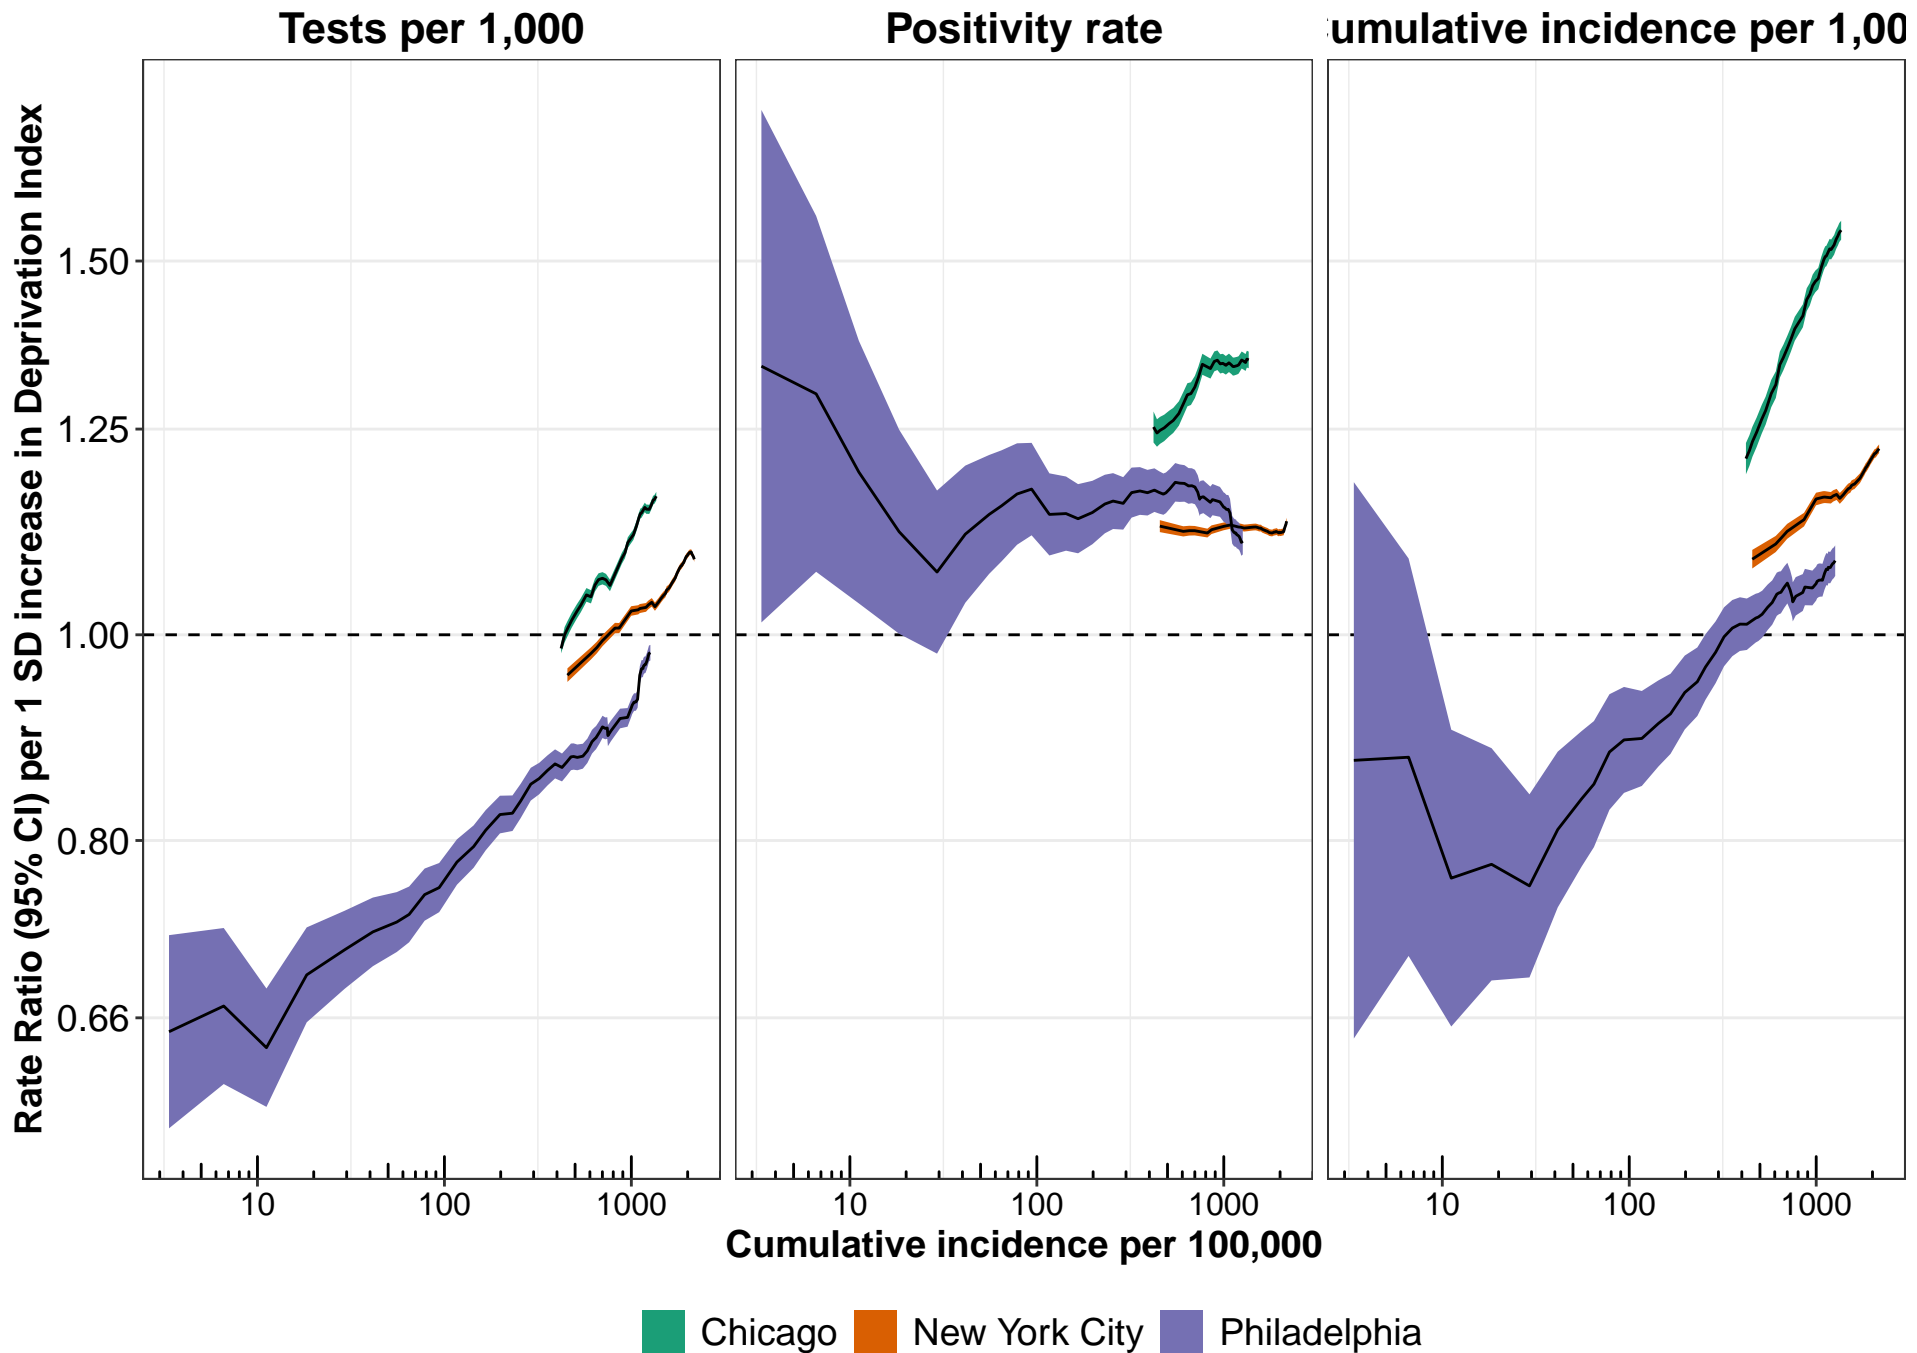 Tests per 1,000
Positivity rate
umulative incidence per 1,00
Rate Ratio (95% CI) per 1 SD increase in Deprivation Index
1.50
1.25
1.00
0.80
0.66
10 100 1000
10 100 1000
10 100 1000
Cumulative incidence per 100,000
Chicago New York City Philadelphia